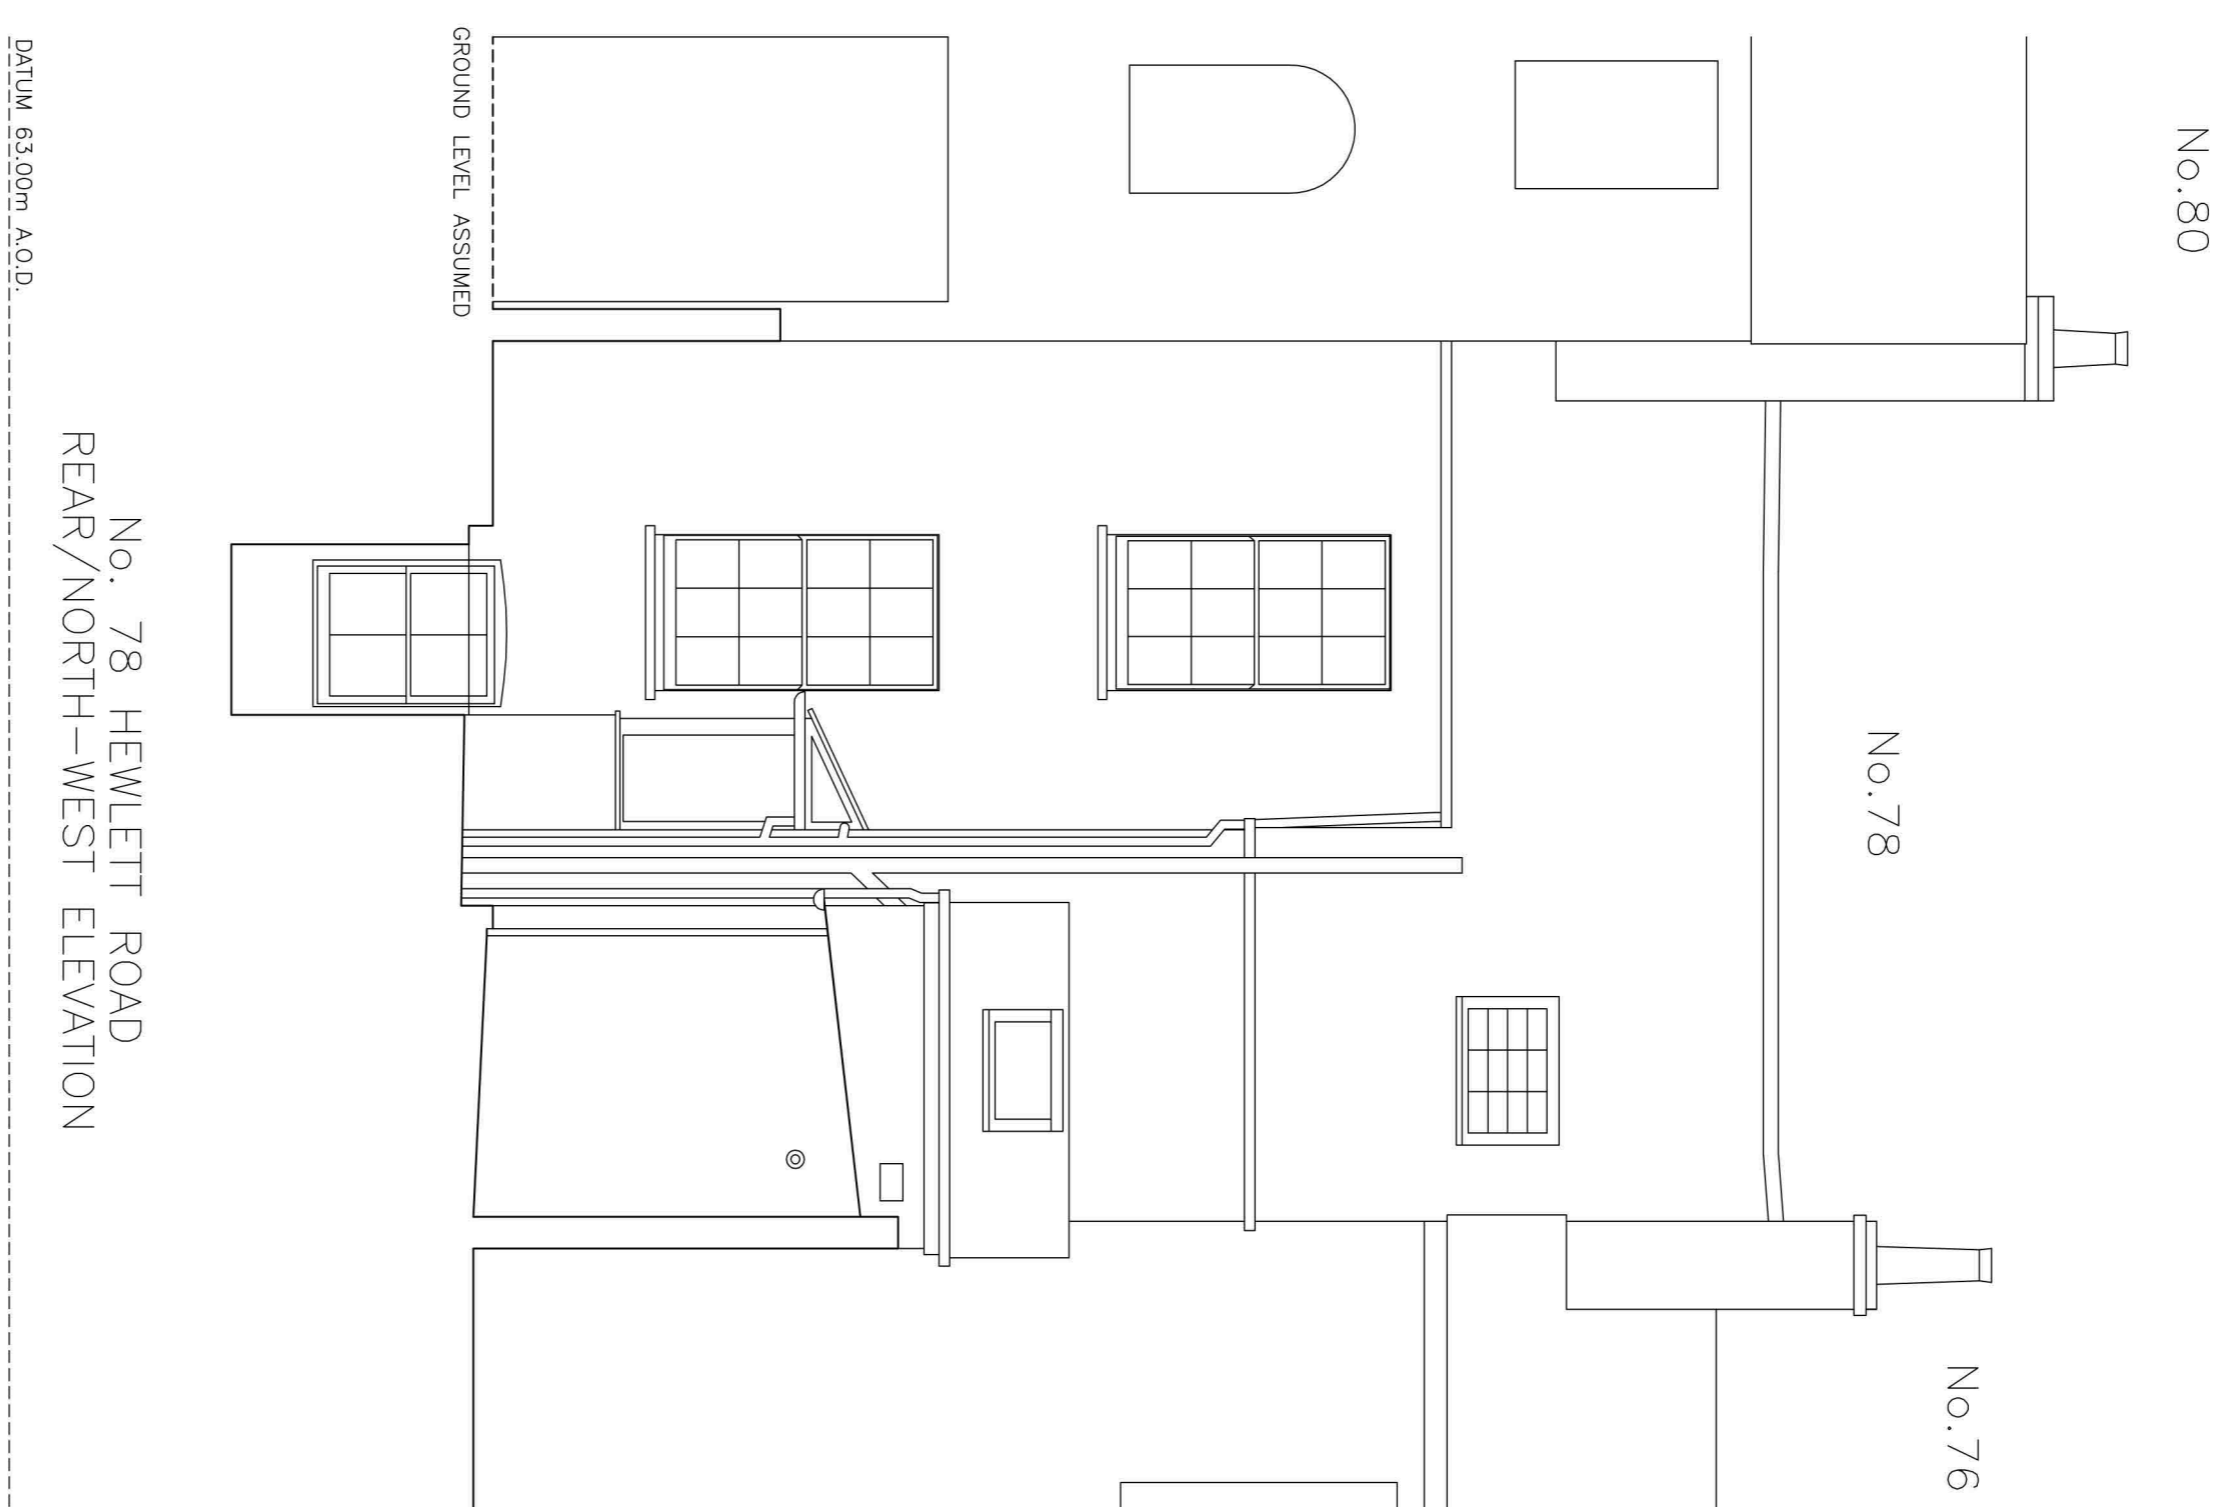 No.80
No.78
No.76
GROUND LEVEL ASSUMED
No. 78 HEWLETT ROAD
REAR/NORTH-WEST ELEVATION
DATUM 63.00m A.O.D.